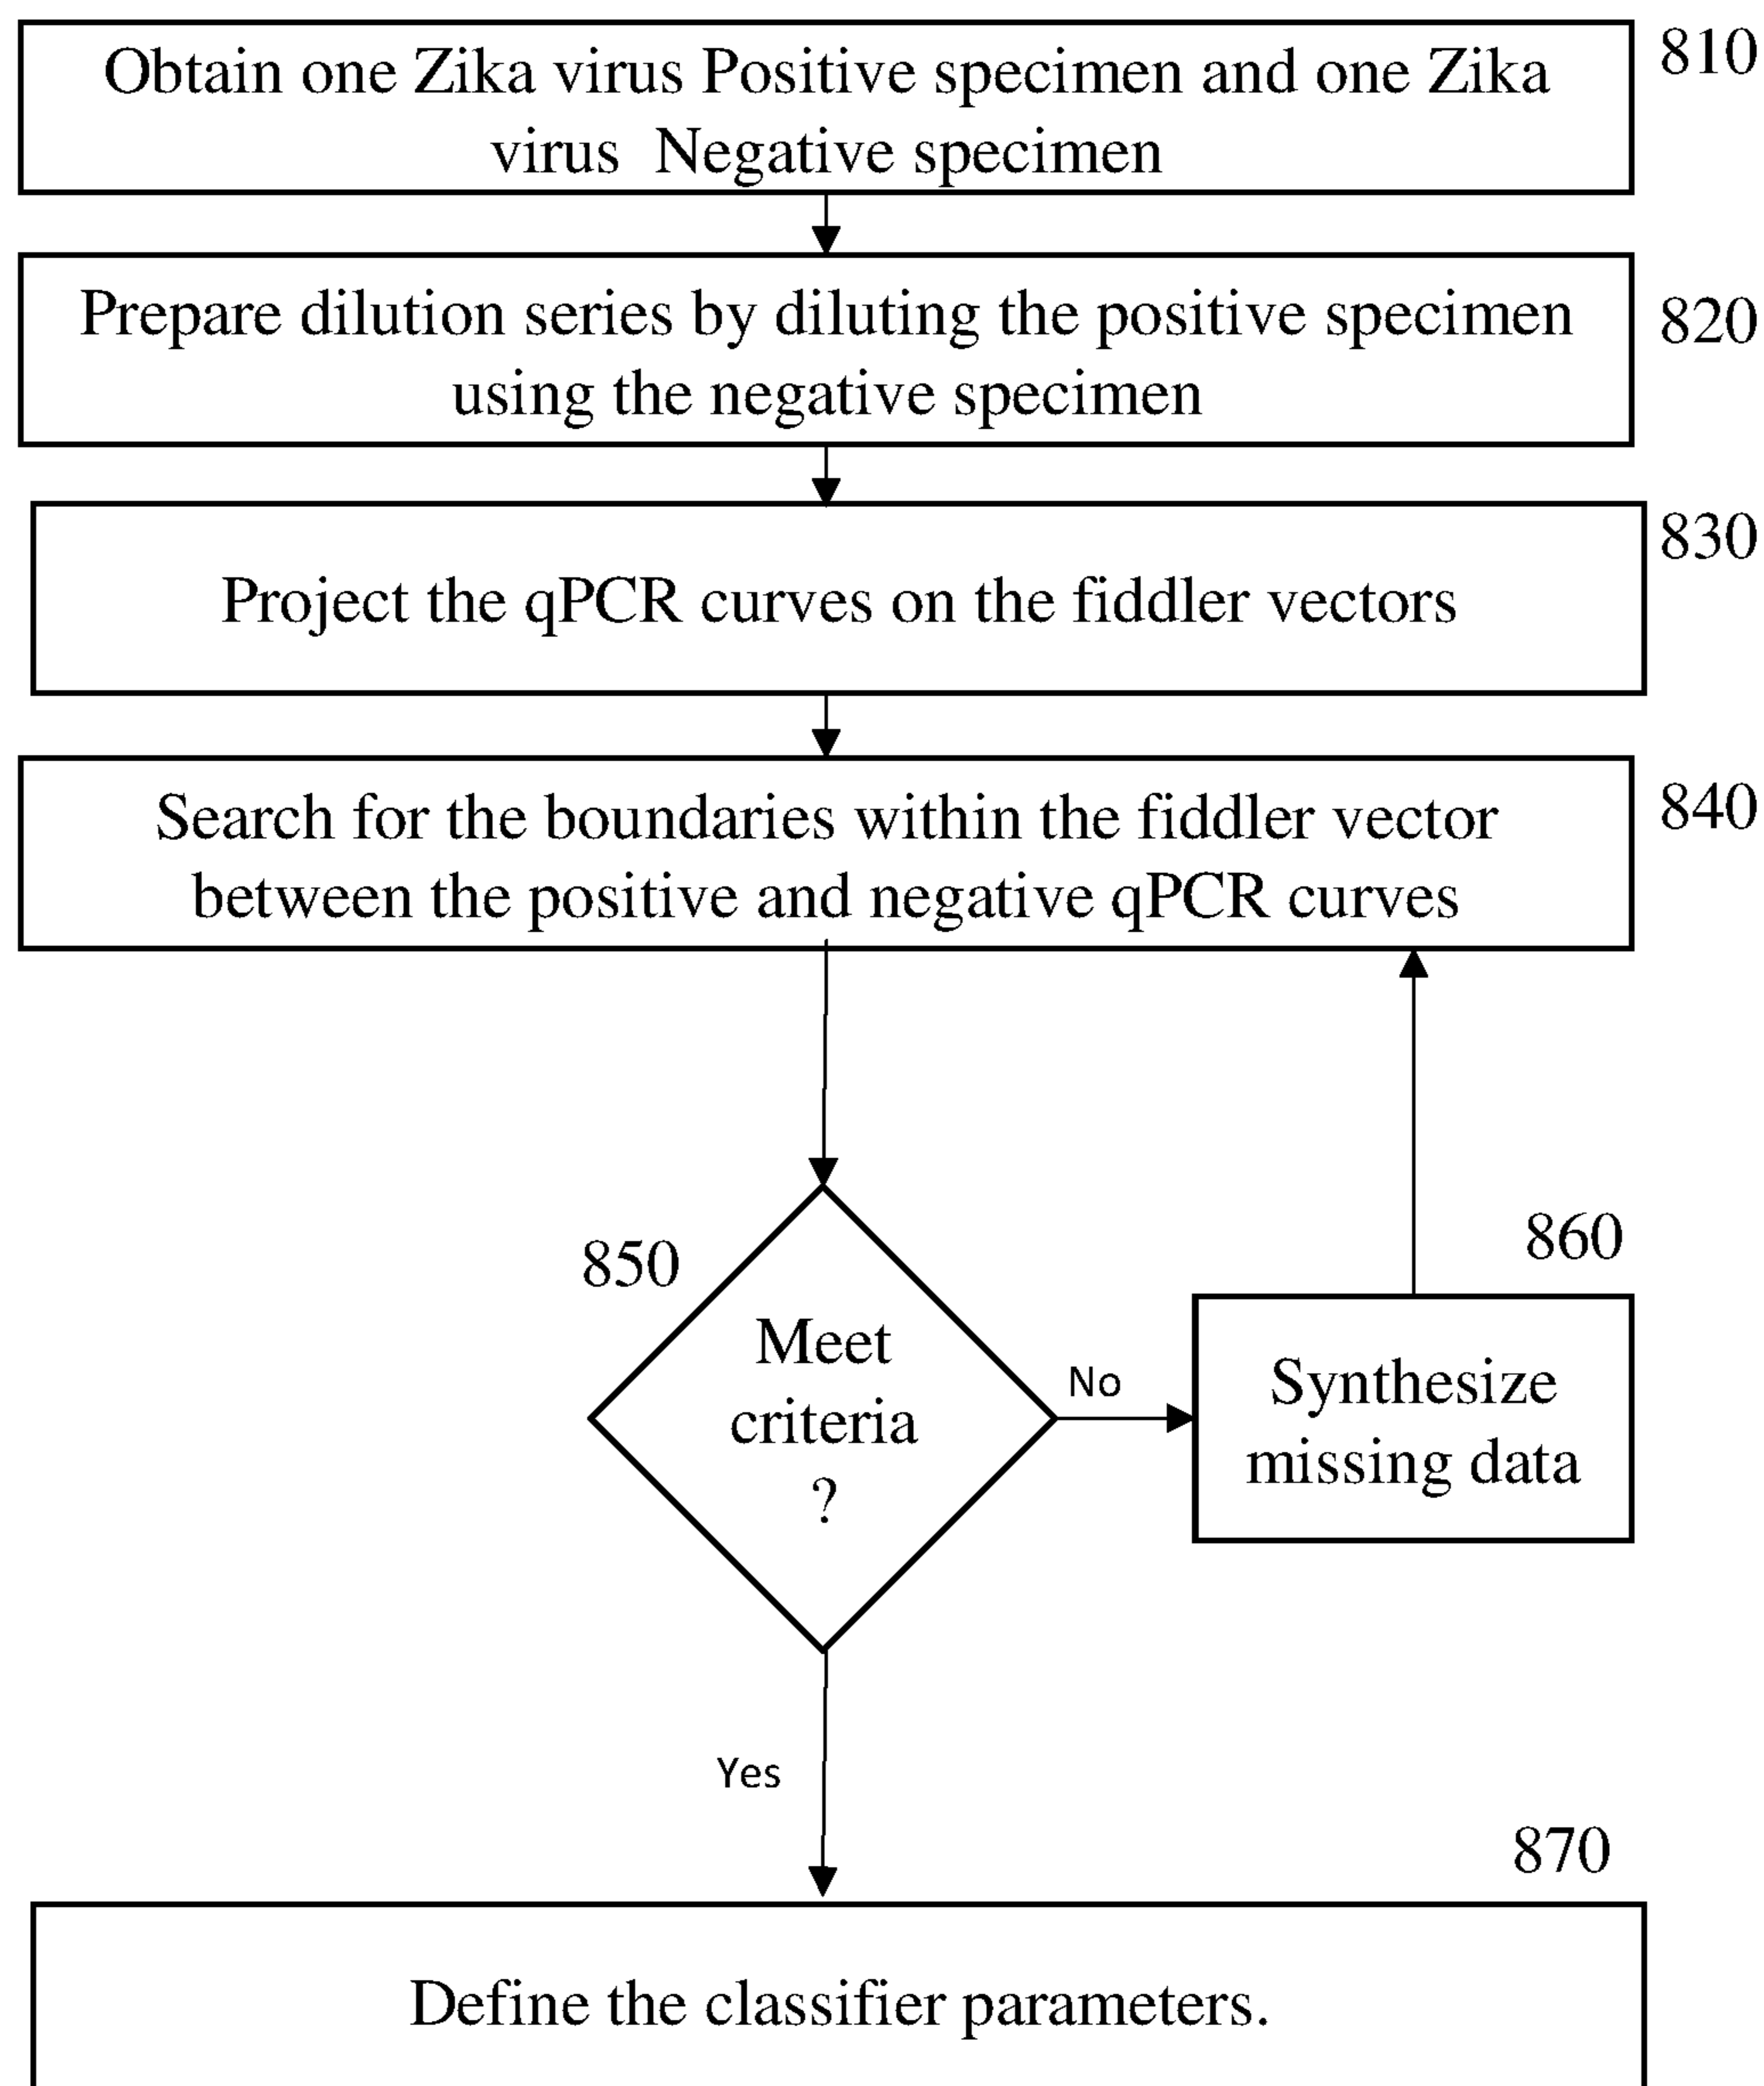 Obtain one Zika virus Positive specimen and one Zika
virus  Negative specimen
810
Prepare dilution series by diluting the positive specimen
using the negative specimen
820
Project the qPCR curves on the fiddler vectors
830
Search for the boundaries within the fiddler vector
between the positive and negative qPCR curves
840
850
Meet
criteria
?
No
860
Synthesize
missing data
Yes
870
Define the classifier parameters.